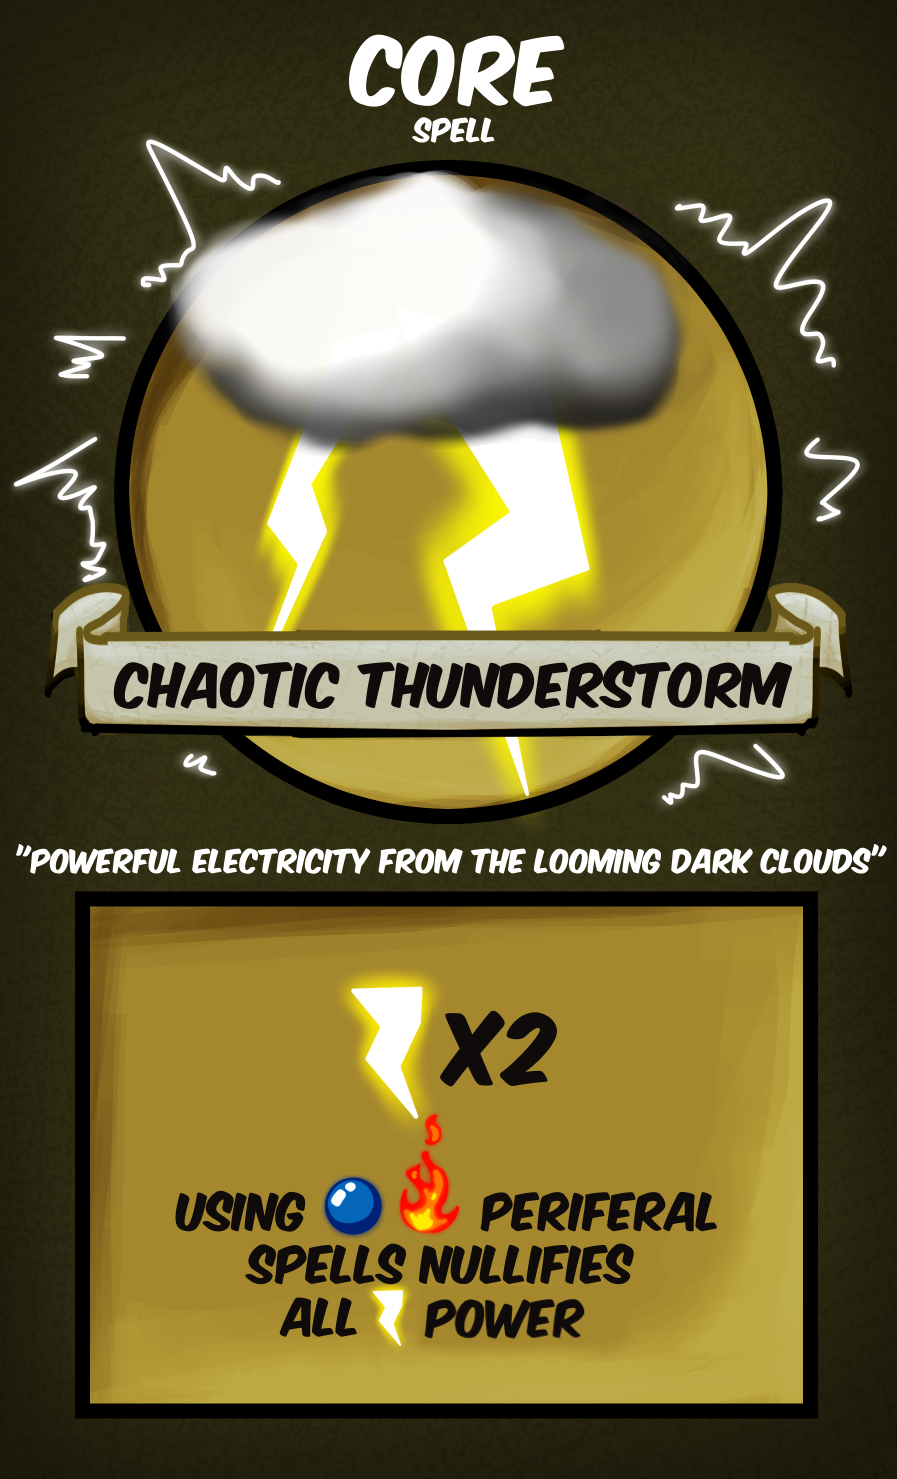 CORE
SPELL
CHAOTIC THUNDERSTORM
"POWERFUL ELECTRICITY FROM THE LOOMING DARK CLOUDS"
X2
USING PERIFERAL
SPELLS NULLIFIES
ALL POWER